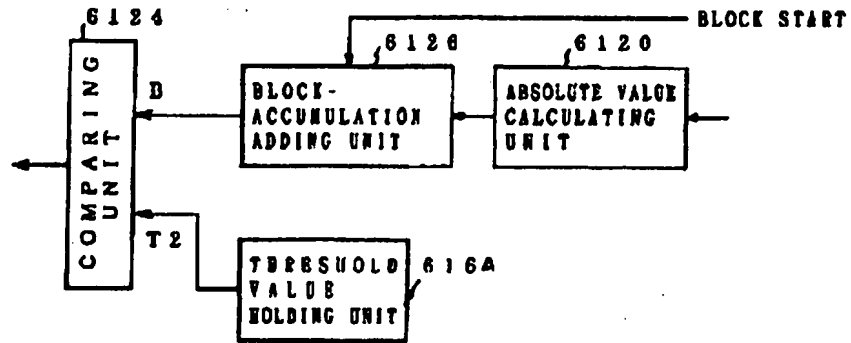 6124
BLOCK START
6126
6120
B
BLOCK-
ACCUMULATION
ADDING UNIT
ABSOLUTE VALUE
CALCULATING
UNIT
COMPARING
UNIT
T2
THRESHOLD
VALUE
HOLDING UNIT
616A